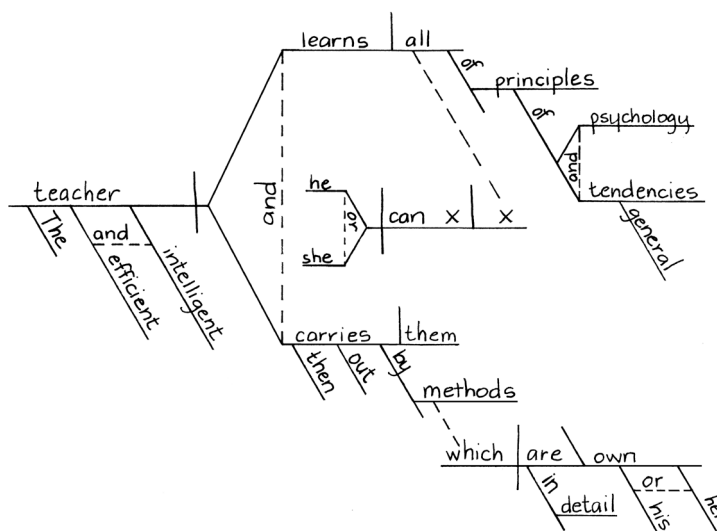 learns all
of
principles
of
psychology
and
tendencies
general
teacher
The
and
efficient
intelligent
and
he
or
she
can x x
carries them
then
out
by
methods
which are own
in
detail
or
his